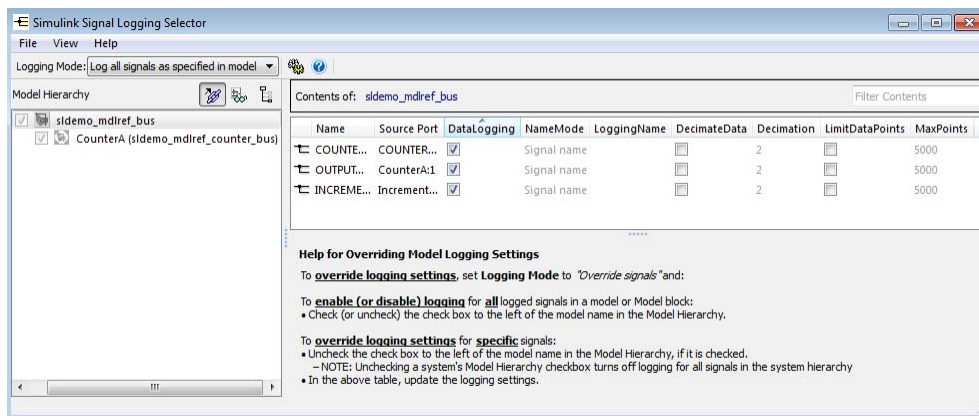 Simulink Signal Logging Selector
File View Help
Logging Mode: Log all signals as specified in model
Model Hierarchy
sldemo_mdlref_bus
CounterA (sldemo_mdlref_counter_bus)
Contents of: sldemo_mdlref_bus
Filter Contents
Name Source Port DataLogging NameMode LoggingName DecimateData Decimation LimitDataPoints MaxPoints
COUNTE... COUNTER... Signal name 2 5000
OUTPUT... CounterA:1 Signal name 2 5000
INCREME... Increment... Signal name 2 5000
Help for Overriding Model Logging Settings
To override logging settings, set Logging Mode to "Override signals" and:
To enable (or disable) logging for all logged signals in a model or Model block:
• Check (or uncheck) the check box to the left of the model name in the Model Hierarchy.
To override logging settings for specific signals:
• Uncheck the check box to the left of the model name in the Model Hierarchy, if it is checked.
– NOTE: Unchecking a system's Model Hierarchy checkbox turns off logging for all signals in the system hierarchy
• In the above table, update the logging settings.